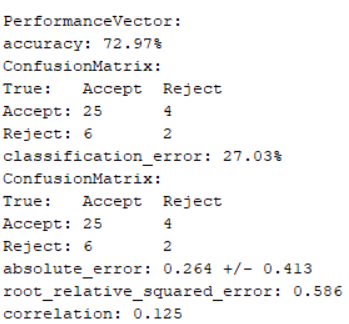 PerformanceVector:
accuracy: 72.97%
ConfusionMatrix:
True: Accept Reject
Accept: 25 4
Reject: 6 2
classification_error: 27.03%
ConfusionMatrix:
True: Accept Reject
Accept: 25 4
Reject: 6 2
absolute_error: 0.264 +/- 0.413
root_relative_squared_error: 0.586
correlation: 0.125